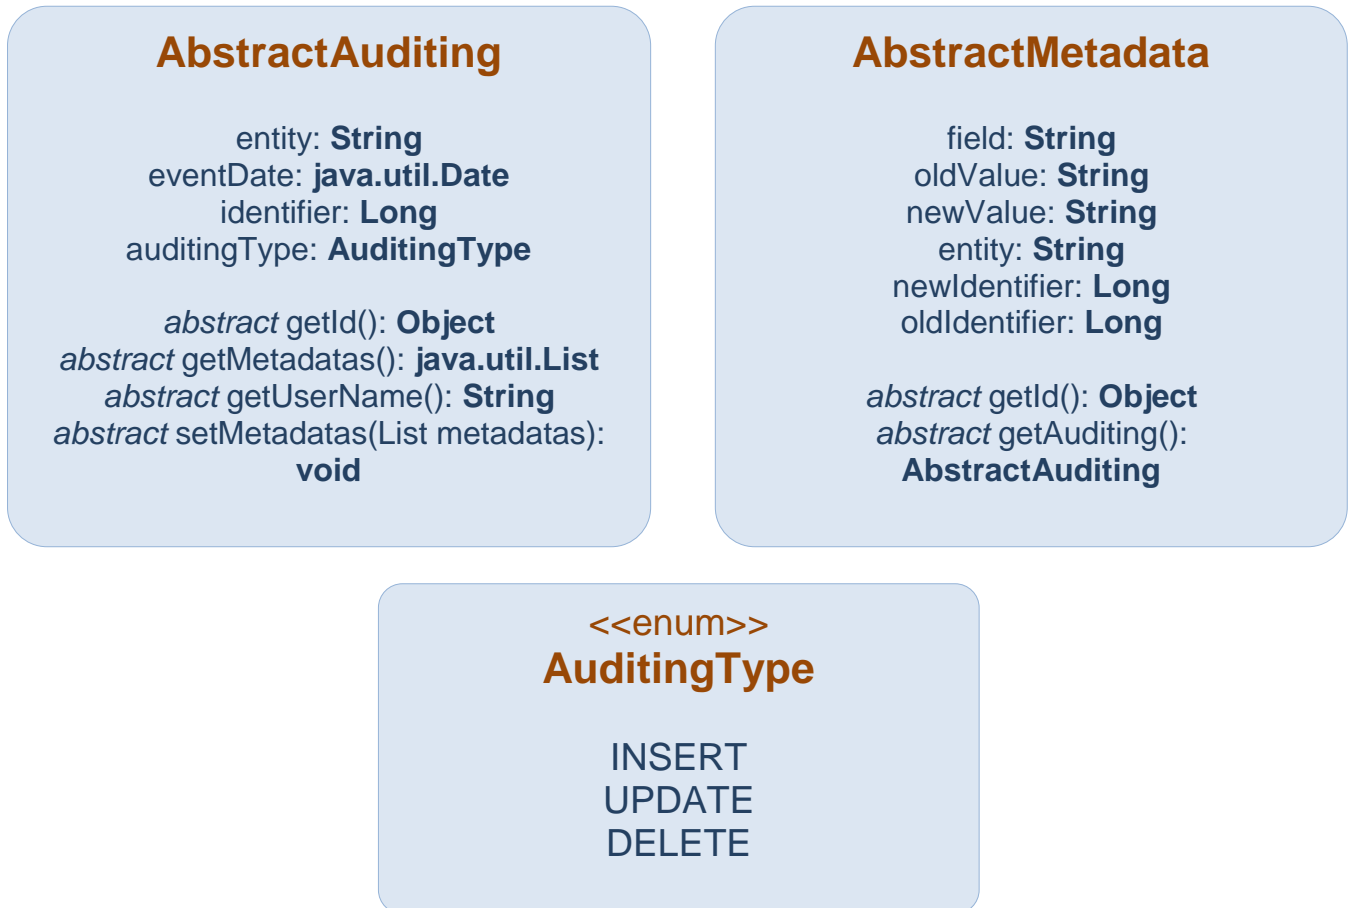 AbstractAuditing
entity: String
eventDate: java.util.Date
identifier: Long
auditingType: AuditingType
abstract getId(): Object
abstract getMetadatas(): java.util.List
abstract getUserName(): String
abstract setMetadatas(List metadatas):
void
AbstractMetadata
field: String
oldValue: String
newValue: String
entity: String
newIdentifier: Long
oldIdentifier: Long
abstract getId(): Object
abstract getAuditing():
AbstractAuditing
<<enum>>
AuditingType
INSERT
UPDATE
DELETE